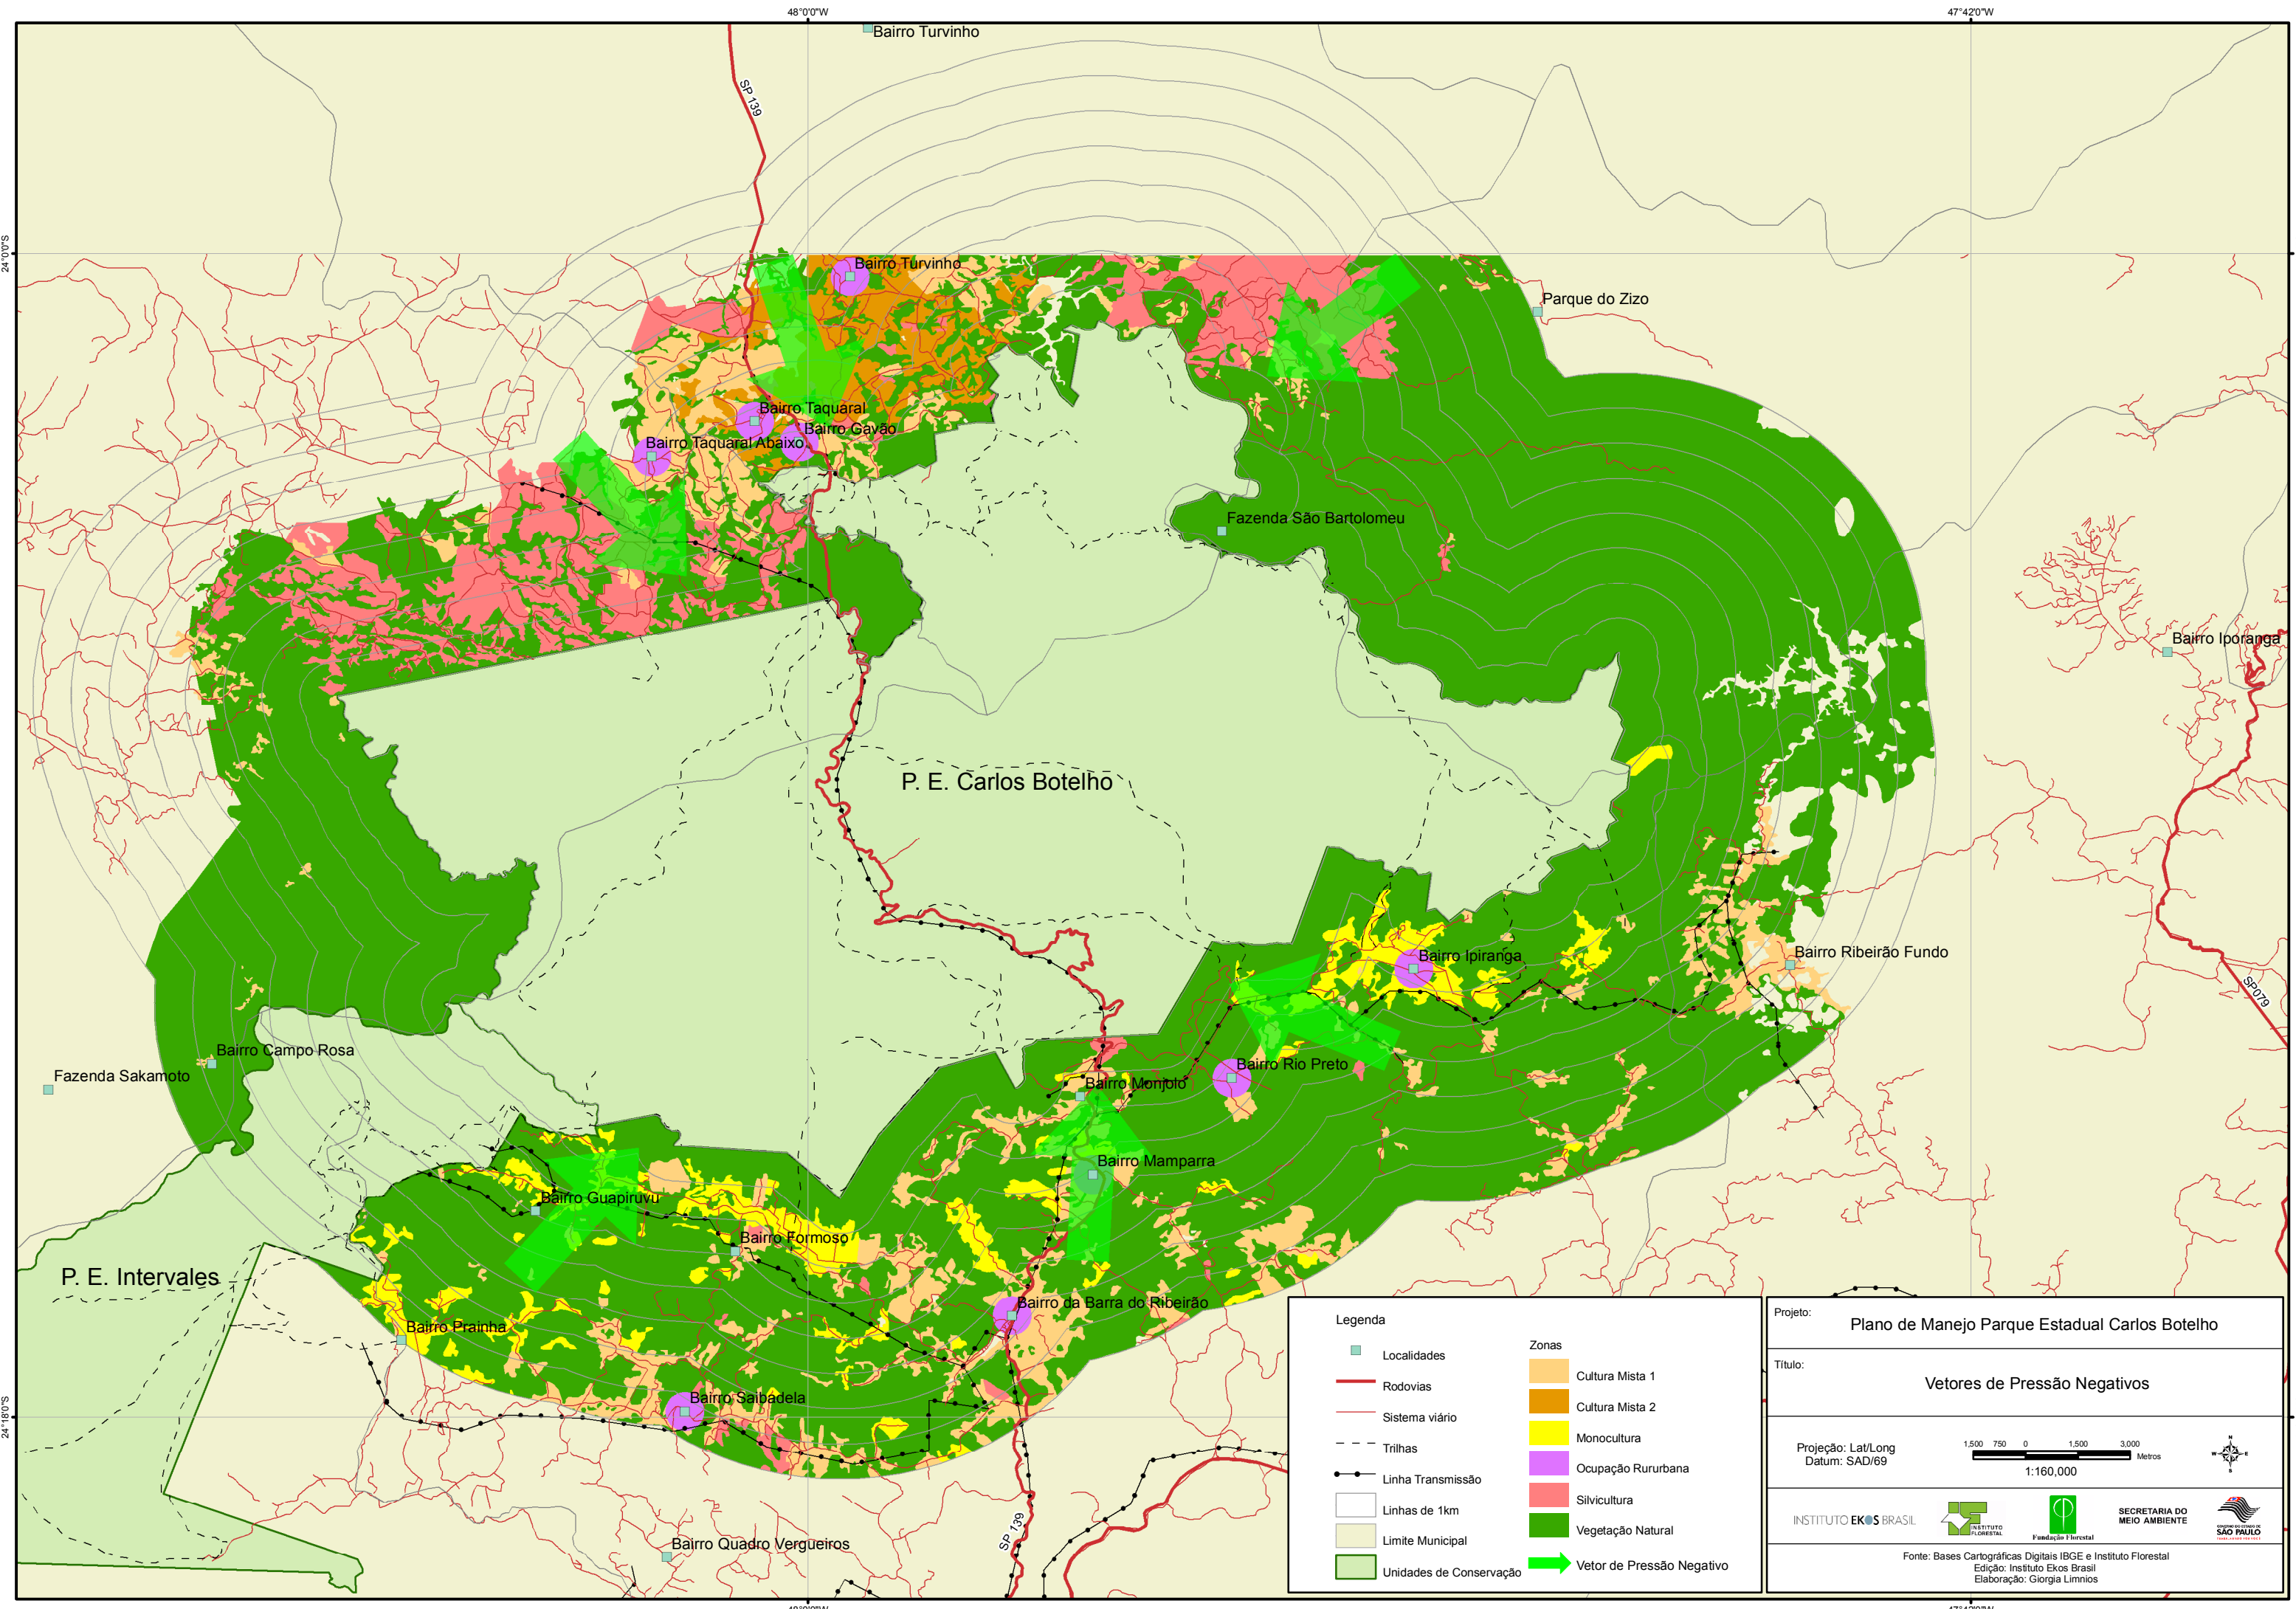 48°0'0"W
47°42'0"W
Bairro Turvinho
SP 139
24°0'0"S
Bairro Turvinho
Parque do Zizo
Bairro Taquaral
Bairro Gavão
Bairro Taquaral Abaixo
Fazenda São Bartolomeu
Bairro Iporanga
P. E. Carlos Botelho
Bairro Ipiranga
Bairro Ribeirão Fundo
SP079
Bairro Campo Rosa
Fazenda Sakamoto
Bairro Rio Preto
Bairro Monjolo
Bairro Mamparra
Bairro Guapiruvu
Bairro Formoso
P. E. Intervales
Bairro da Barra do Ribeirão
Bairro Prainha
Bairro Saibadela
24°18'0"S
SP 139
Bairro Quadro Vergueiros
Legenda
Localidades
Rodovias
Sistema viário
Trilhas
Linha Transmissão
Linhas de 1km
Limite Municipal
Unidades de Conservação
Zonas
Cultura Mista 1
Cultura Mista 2
Monocultura
Ocupação Rururbana
Silvicultura
Vegetação Natural
Vetor de Pressão Negativo
Projeto:
Plano de Manejo Parque Estadual Carlos Botelho
Título:
Vetores de Pressão Negativos
Projeção: Lat/Long
Datum: SAD/69
1,500 750 0 1,500 3,000
Metros
1:160,000
N
W E
S
INSTITUTO EKOS BRASIL
INSTITUTO
FLORESTAL
Fundação Florestal
SECRETARIA DO
MEIO AMBIENTE
SÃO PAULO
Fonte: Bases Cartográficas Digitais IBGE e Instituto Florestal
Edição: Instituto Ekos Brasil
Elaboração: Giorgia Limnios